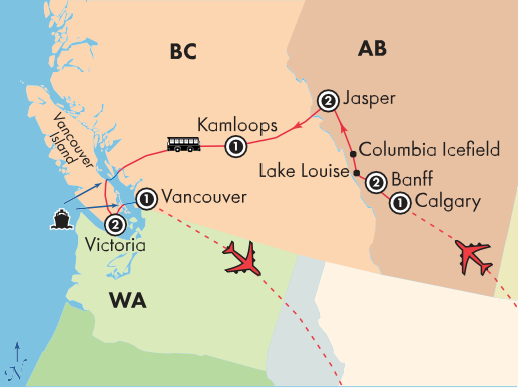 BC
AB
2
Jasper
Kamloops
1
Columbia Icefield
Lake Louise
2
Banff
1
Calgary
Vancouver
Island
1
Vancouver
2
Victoria
WA
N